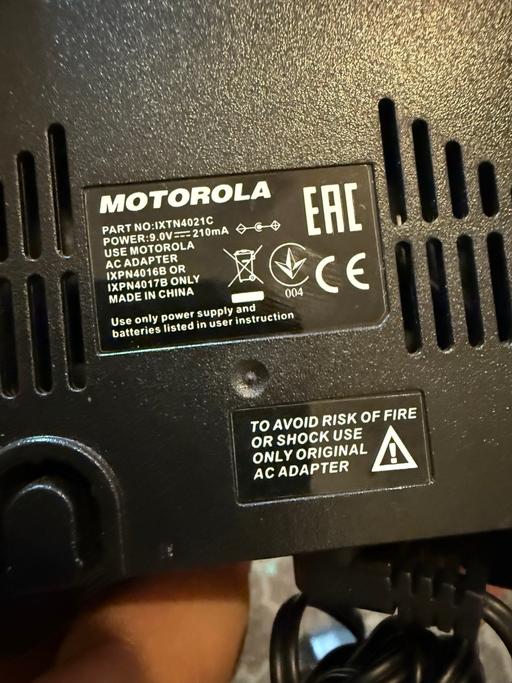 MOTOROLA
PART NO:IXTN4021C
POWER:9.0V⎓210mA
USE MOTOROLA
AC ADAPTER
IXPN4016B OR
IXPN4017B ONLY
MADE IN CHINA
EAC
004
CE
Use only power supply and
batteries listed in user instruction
TO AVOID RISK OF FIRE
OR SHOCK USE
ONLY ORIGINAL
AC ADAPTER